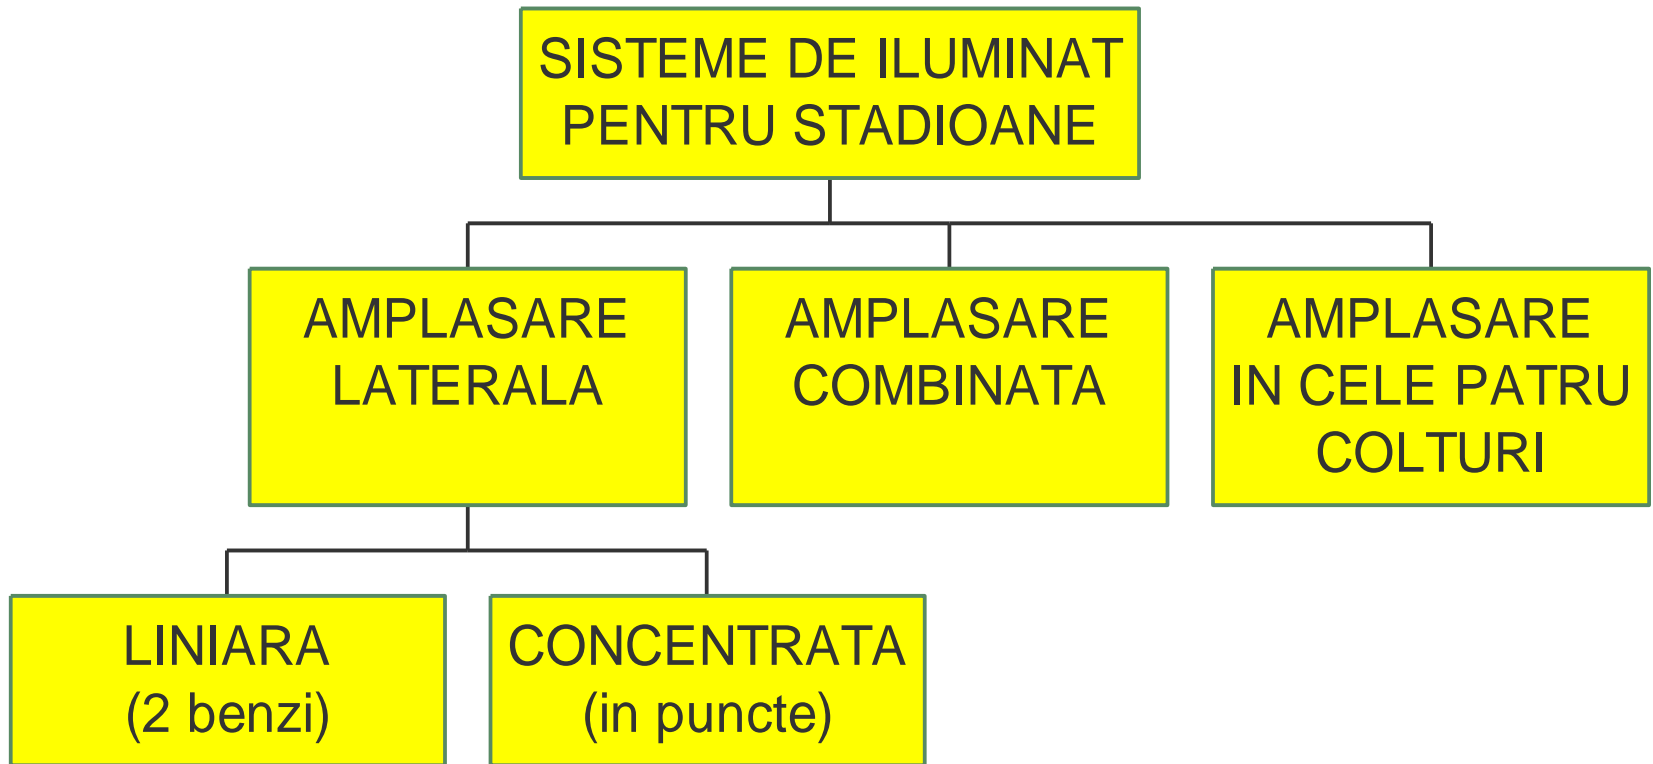 SISTEME DE ILUMINAT
PENTRU STADIOANE
AMPLASARE
LATERALA
AMPLASARE
COMBINATA
AMPLASARE
IN CELE PATRU
COLTURI
LINIARA
(2 benzi)
CONCENTRATA
(in puncte)